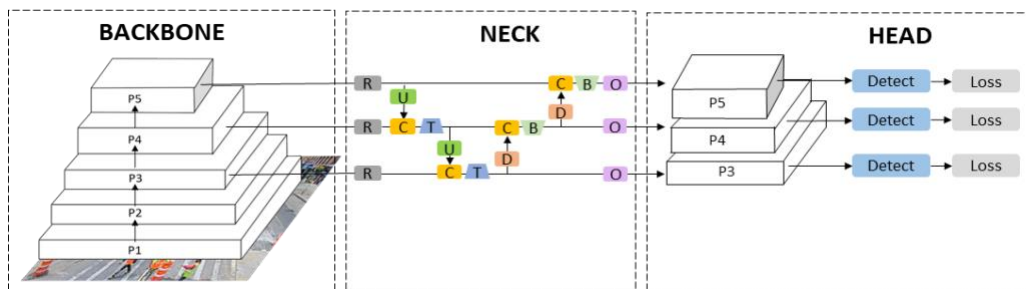 BACKBONE
P5
P4
P3
P2
P1
NECK
R U C B O
R C T C B D O
R U C T D O
HEAD
P5 Detect Loss
P4 Detect Loss
P3 Detect Loss